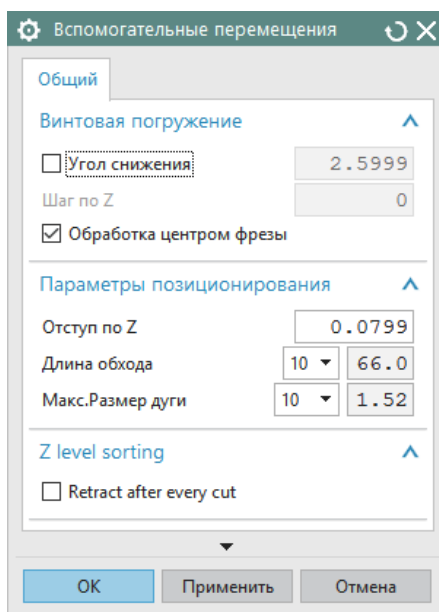 Вспомогательные перемещения
Общий
Винтовая погружение
Угол снижения 2.5999
Шаг по Z 0
Обработка центром фрезы
Параметры позиционирования
Отступ по Z 0.0799
Длина обхода 10 66.0
Макс.Размер дуги 10 1.52
Z level sorting
Retract after every cut
ОК Применить Отмена